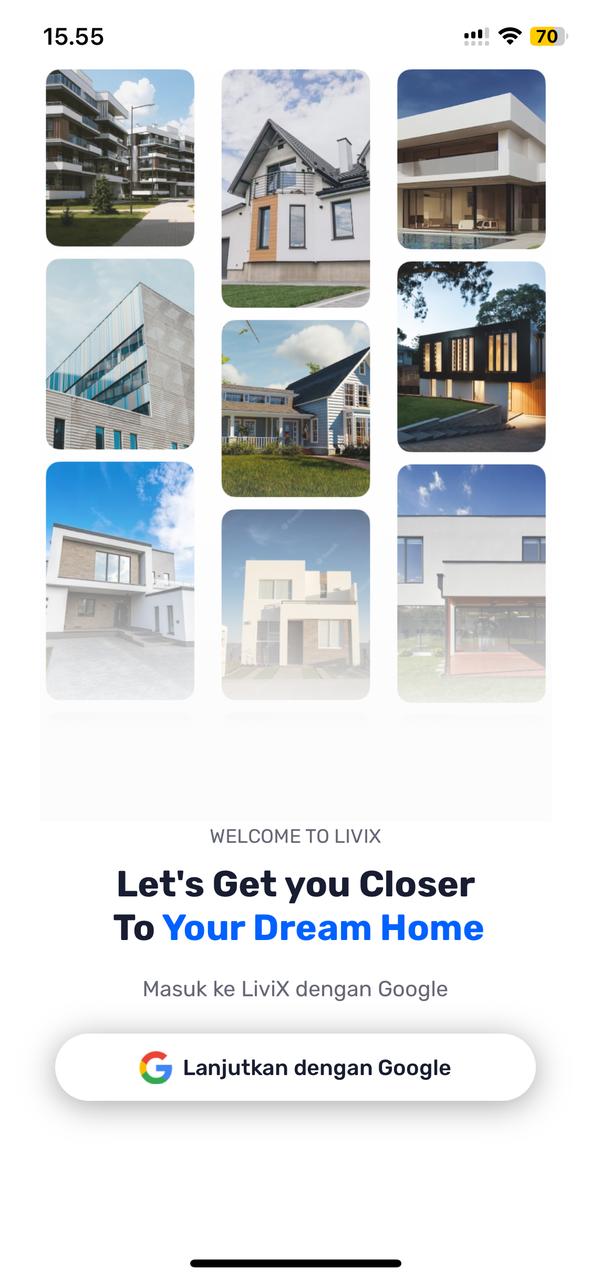 15.55
70
WELCOME TO LIVIX
Let's Get you Closer
To Your Dream Home
Masuk ke LiviX dengan Google
Lanjutkan dengan Google